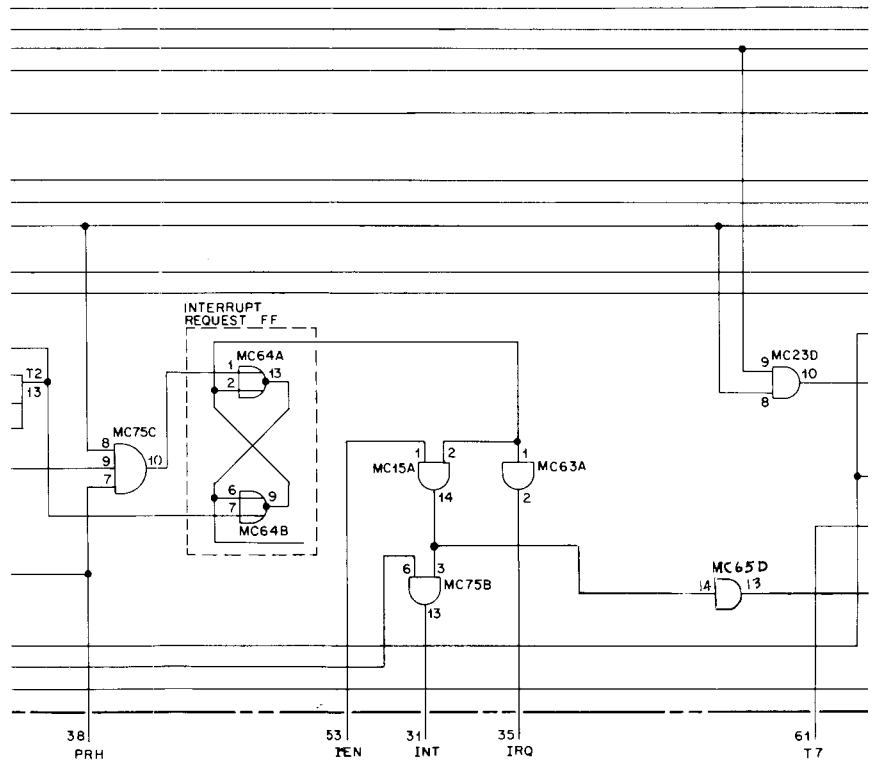 INTERRUPT
REQUEST FF
MC64A
1
13
2
MC23D
9
10
8
T2
13
MC75C
8
10
9
7
1
2
MC15A
14
1
MC63A
2
6
9
7
MC64B
6
3
MC75B
13
MC65D
14
13
38
PRH
53
IEN
31
INT
35
IRQ
61
T7